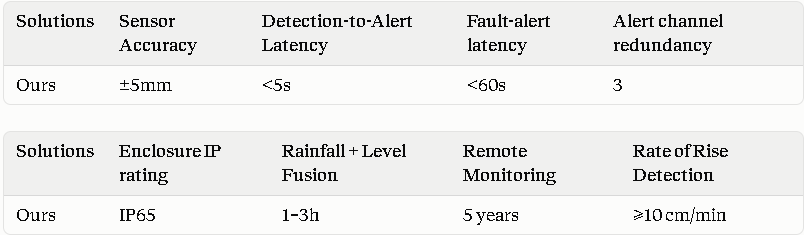 Solutions Sensor Accuracy Detection-to-Alert Latency Fault-alert latency Alert channel redundancy
Ours ±5mm <5s <60s 3
Solutions Enclosure IP rating Rainfall + Level Fusion Remote Monitoring Rate of Rise Detection
Ours IP65 1–3h 5 years ≥10 cm/min